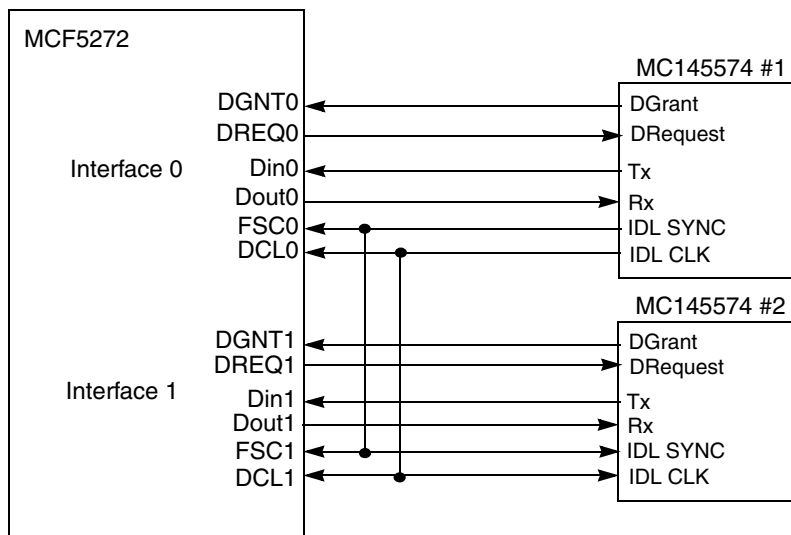 MCF5272
MC145574 #1
DGNT0
DGrant
DREQ0
DRequest
Interface 0
Din0
Tx
Dout0
Rx
FSC0
IDL SYNC
DCL0
IDL CLK
MC145574 #2
DGNT1
DGrant
DREQ1
DRequest
Interface 1
Din1
Tx
Dout1
Rx
FSC1
IDL SYNC
DCL1
IDL CLK